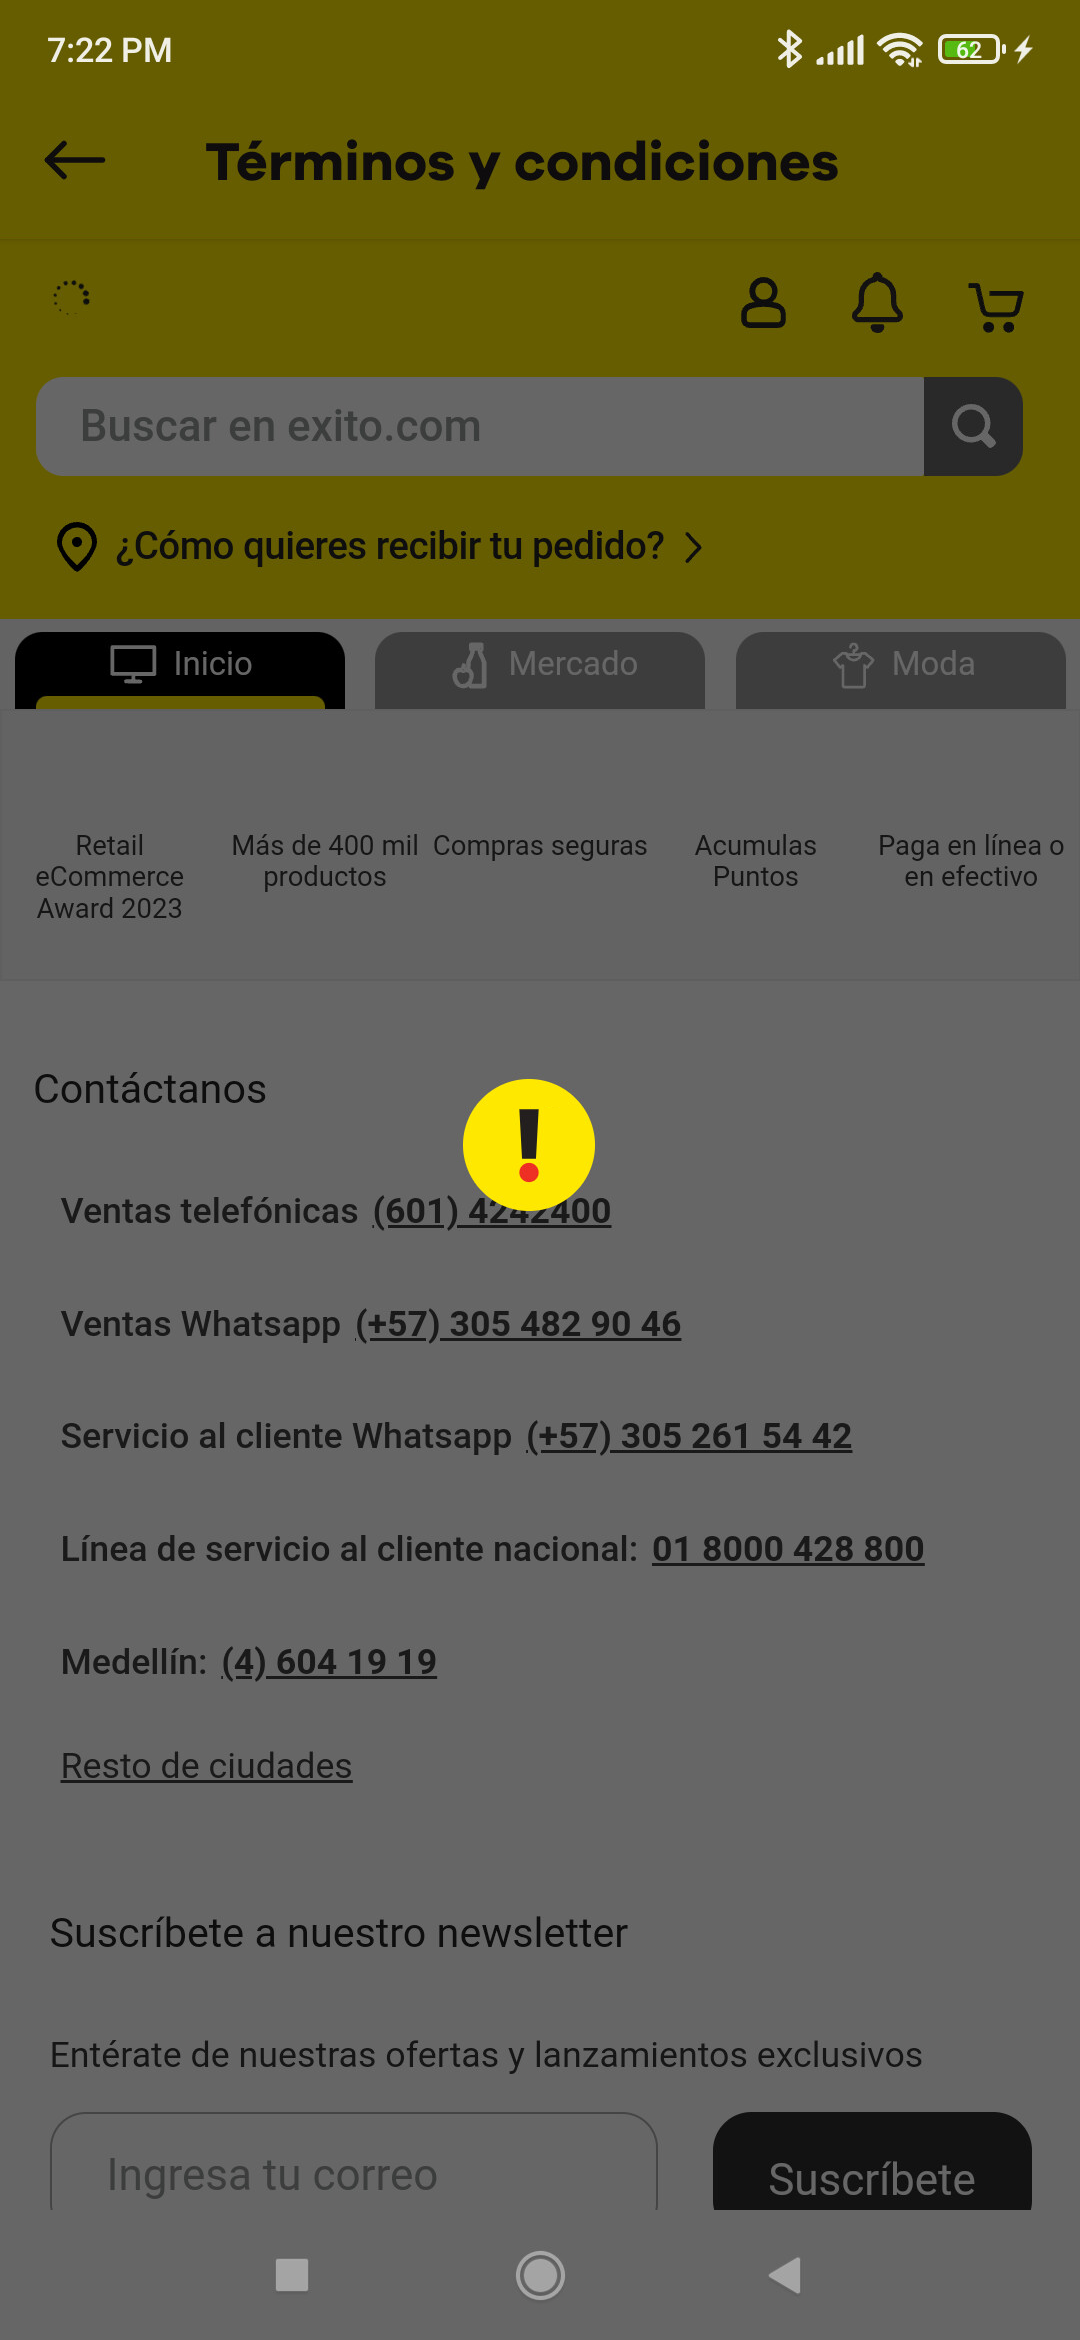 7:22 PM
62
Términos y condiciones
Buscar en exito.com
¿Cómo quieres recibir tu pedido?
Inicio
Mercado
Moda
Retail
eCommerce
Award 2023
Más de 400 mil
productos
Compras seguras
Acumulas
Puntos
Paga en línea o
en efectivo
Contáctanos
!
Ventas telefónicas (601) 4242400
Ventas Whatsapp (+57) 305 482 90 46
Servicio al cliente Whatsapp (+57) 305 261 54 42
Línea de servicio al cliente nacional: 01 8000 428 800
Medellín: (4) 604 19 19
Resto de ciudades
Suscríbete a nuestro newsletter
Entérate de nuestras ofertas y lanzamientos exclusivos
Ingresa tu correo
Suscríbete